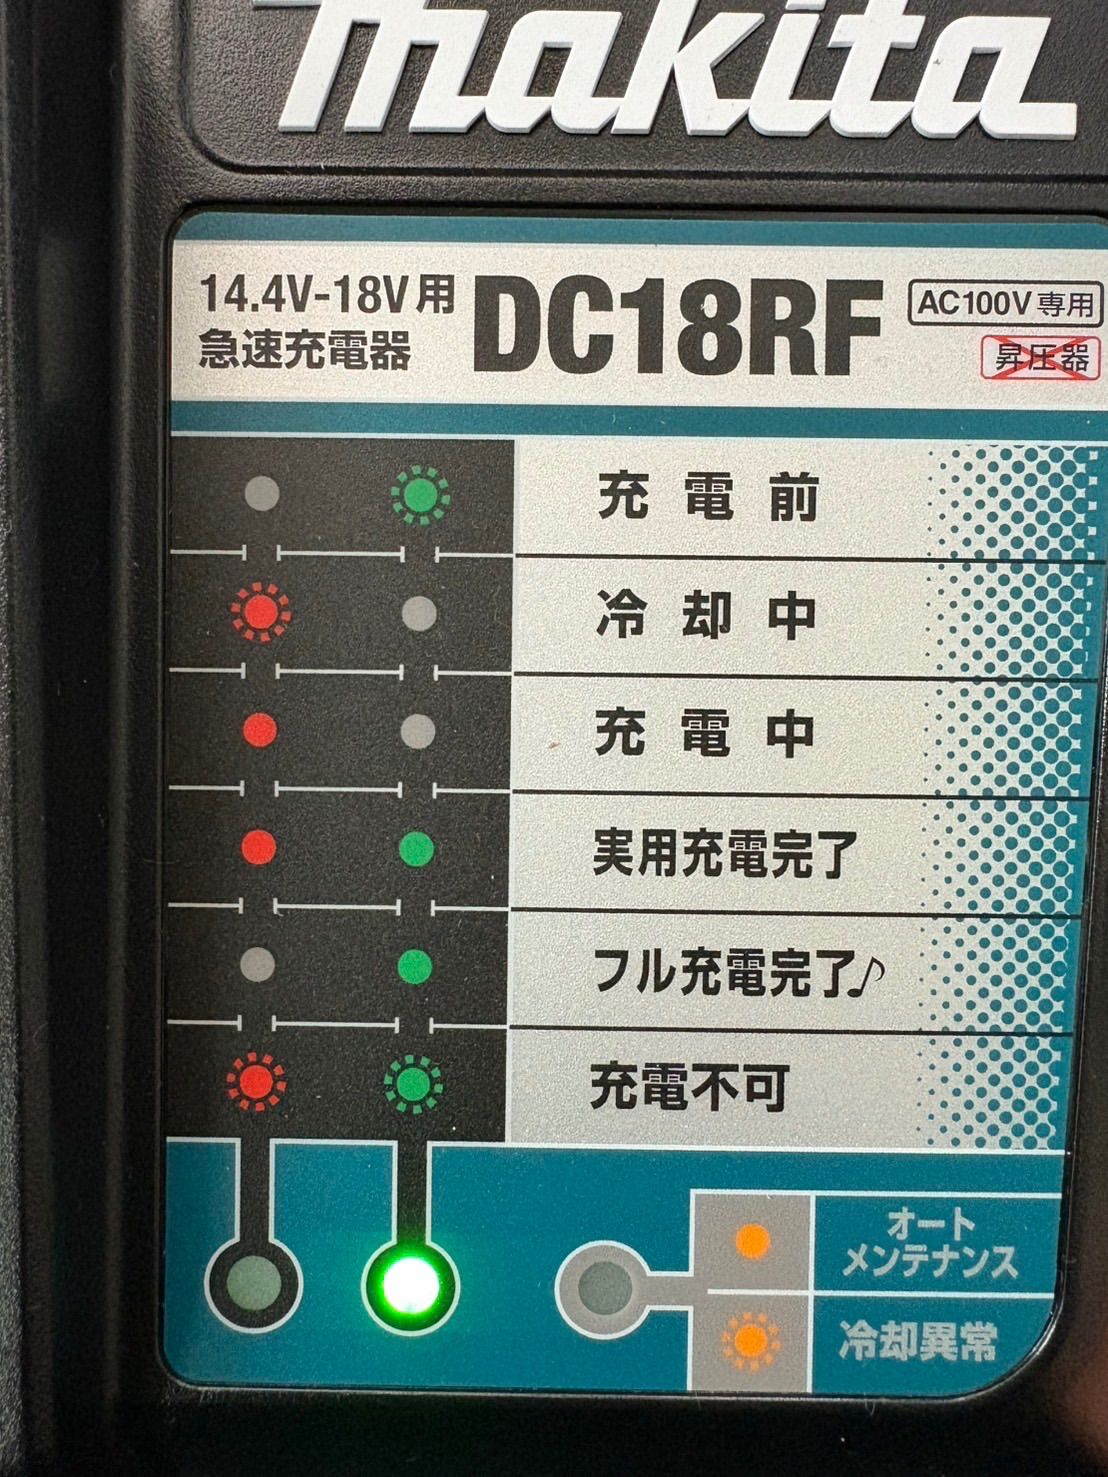 makita
14.4V-18V用
急速充電器
DC18RF
AC100V専用
昇圧器
充電前
冷却中
充電中
実用充電完了
フル充電完了♪
充電不可
オート
メンテナンス
冷却異常